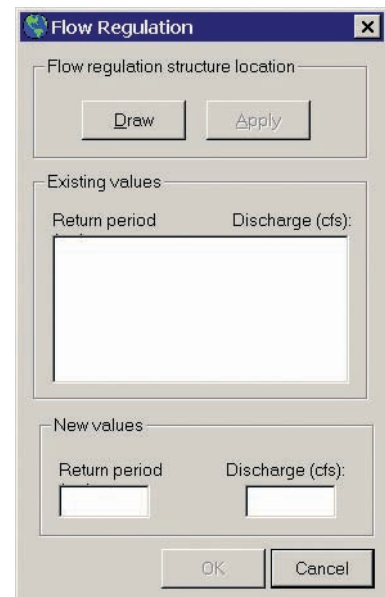 Flow Regulation
Flow regulation structure location
Draw Apply
Existing values
Return period Discharge (cfs):
New values
Return period Discharge (cfs):
OK Cancel